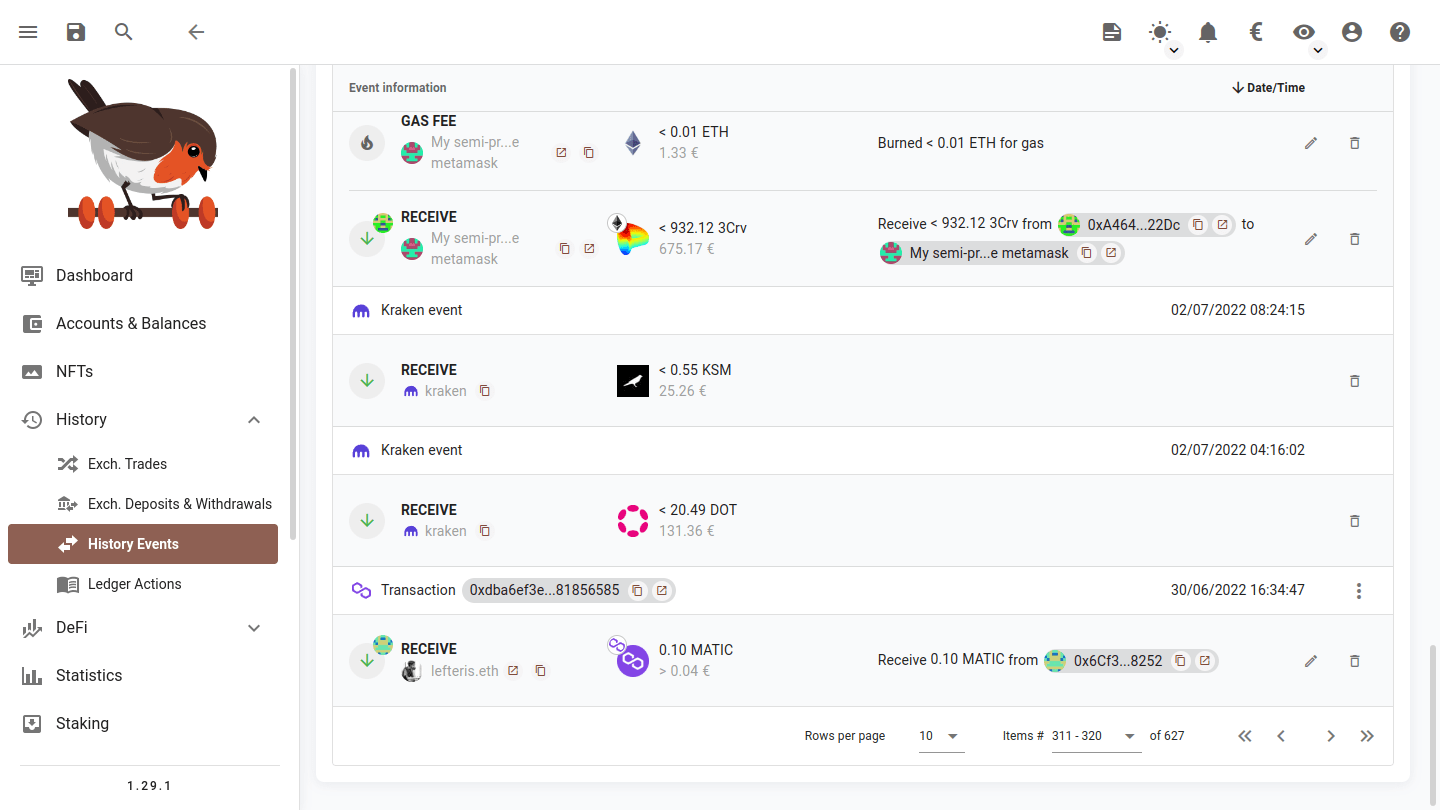 €
Dashboard
Accounts & Balances
NFTs
History
Exch. Trades
Exch. Deposits & Withdrawals
History Events
Ledger Actions
DeFi
Statistics
Staking
1.29.1
Event information
Date/Time
GAS FEE
My semi-pr...e
metamask
< 0.01 ETH
1.33 €
Burned < 0.01 ETH for gas
RECEIVE
My semi-pr...e
metamask
< 932.12 3Crv
675.17 €
Receive < 932.12 3Crv from 0xA464...22Dc to
My semi-pr...e metamask
Kraken event 02/07/2022 08:24:15
RECEIVE
kraken
< 0.55 KSM
25.26 €
Kraken event 02/07/2022 04:16:02
RECEIVE
kraken
< 20.49 DOT
131.36 €
Transaction 0xdba6ef3e...81856585 30/06/2022 16:34:47
RECEIVE
lefteris.eth
0.10 MATIC
> 0.04 €
Receive 0.10 MATIC from 0x6Cf3...8252
Rows per page 10 Items # 311 - 320 of 627